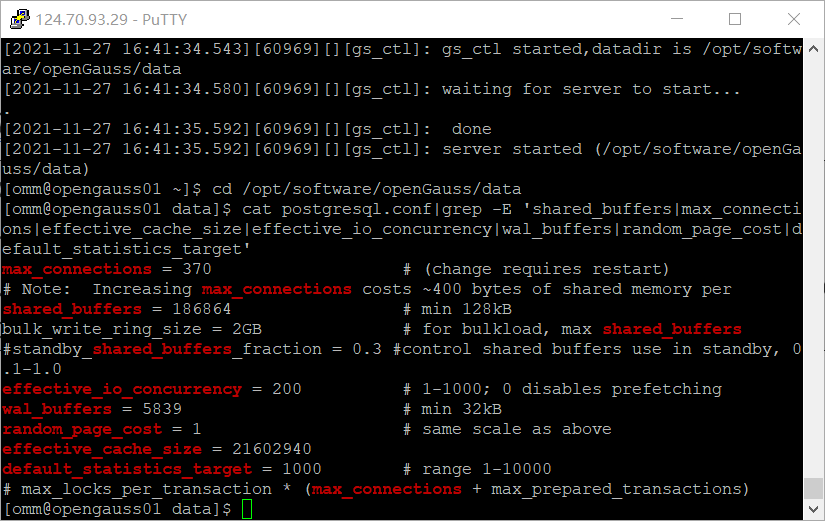 124.70.93.29 - PuTTY
[2021-11-27 16:41:34.543][60969][][gs_ctl]: gs_ctl started,datadir is /opt/softw
are/openGauss/data
[2021-11-27 16:41:34.580][60969][][gs_ctl]: waiting for server to start...
.
[2021-11-27 16:41:35.592][60969][][gs_ctl]:  done
[2021-11-27 16:41:35.592][60969][][gs_ctl]: server started (/opt/software/openGa
uss/data)
[omm@opengauss01 ~]$ cd /opt/software/openGauss/data
[omm@opengauss01 data]$ cat postgresql.conf|grep -E 'shared_buffers|max_connecti
ons|effective_cache_size|effective_io_concurrency|wal_buffers|random_page_cost|d
efault_statistics_target'
max_connections = 370                   # (change requires restart)
# Note:  Increasing max_connections costs ~400 bytes of shared memory per
shared_buffers = 186864                 # min 128kB
bulk_write_ring_size = 2GB              # for bulkload, max shared_buffers
#standby_shared_buffers_fraction = 0.3 #control shared buffers use in standby, 0
.1-1.0
effective_io_concurrency = 200          # 1-1000; 0 disables prefetching
wal_buffers = 5839                      # min 32kB
random_page_cost = 1                    # same scale as above
effective_cache_size = 21602940
default_statistics_target = 1000        # range 1-10000
# max_locks_per_transaction * (max_connections + max_prepared_transactions)
[omm@opengauss01 data]$